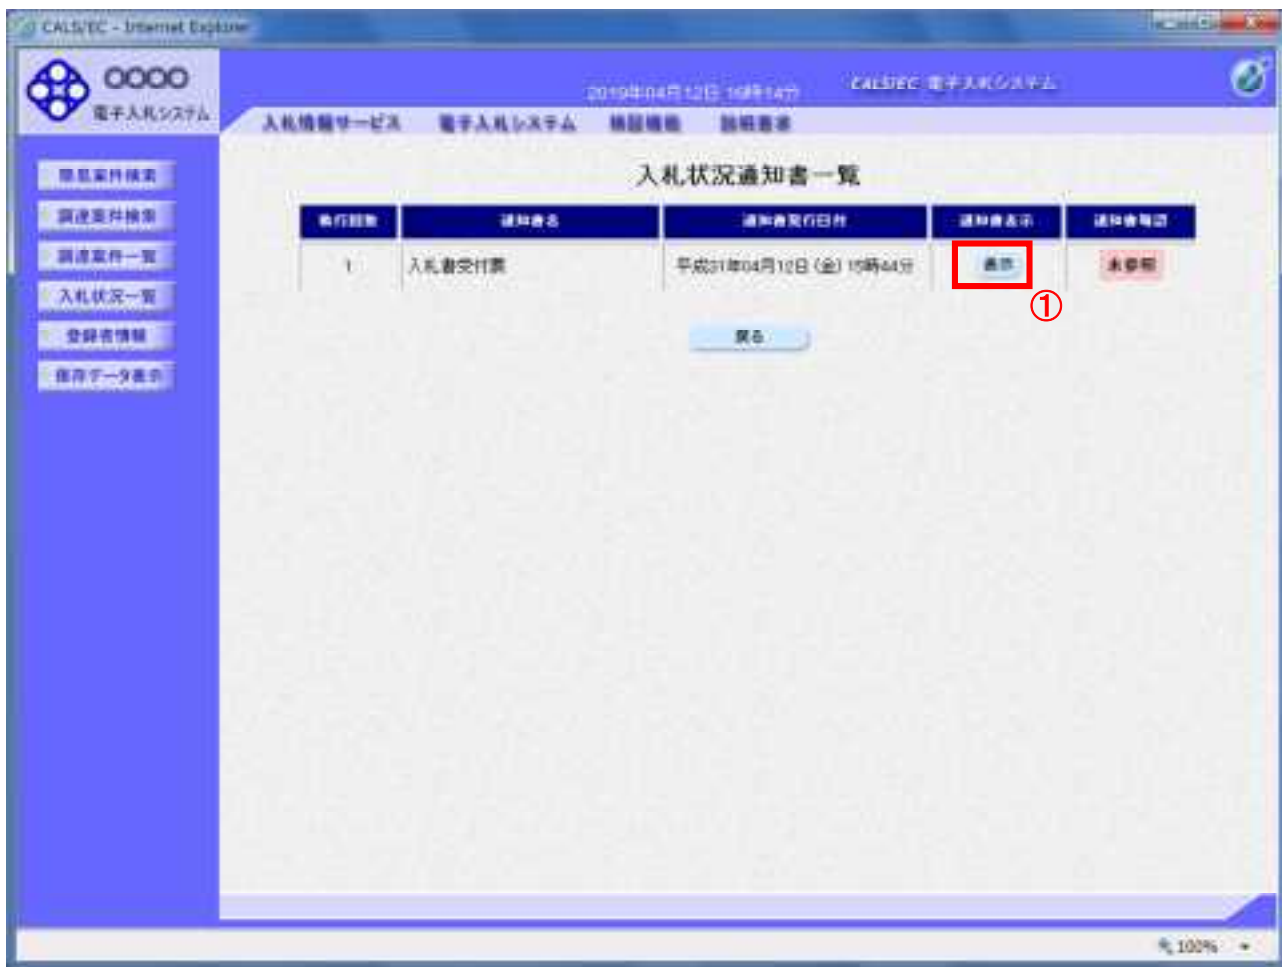 CALS/EC - Internet Explorer
OOOO
電子入札システム
2019年04月12日 16時14分
CALS/EC 電子入札システム
入札情報サービス 電子入札システム 検証機能 説明要求
簡易案件検索
調達案件検索
調達案件一覧
入札状況一覧
登録者情報
保存データ表示
入札状況通知書一覧
執行回数 通知書名 通知書発行日付 通知書表示 通知書確認
1 入札書受付票 平成31年04月12日（金）15時44分 表示 未参照
①
戻る
100%